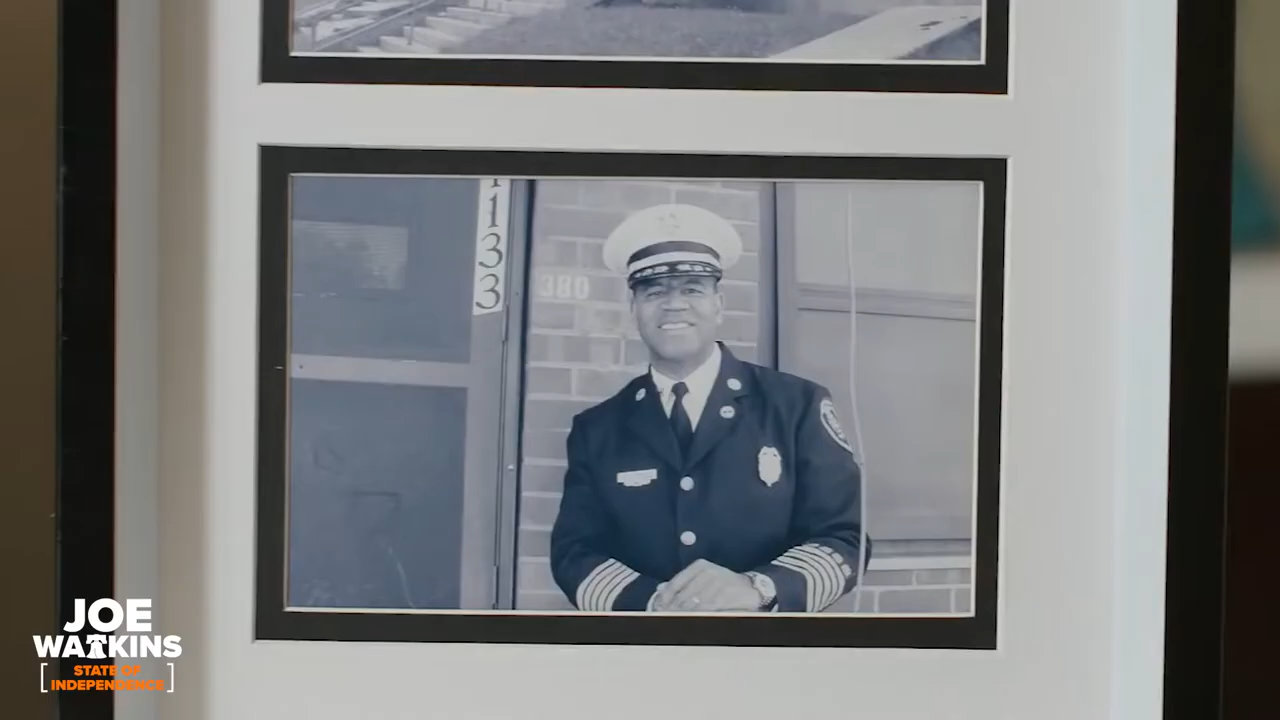 1133
380
JOE
WATKINS
STATE OF
INDEPENDENCE